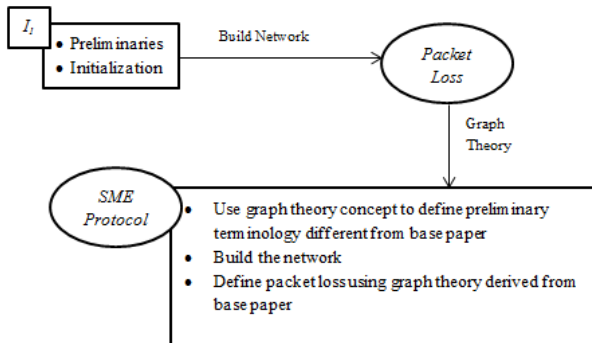 I₁
• Preliminaries
• Initialization
Build Network
Packet
Loss
Graph
Theory
SME
Protocol
• Use graph theory concept to define preliminary
terminology different from base paper
• Build the network
• Define packet loss using graph theory derived from
base paper